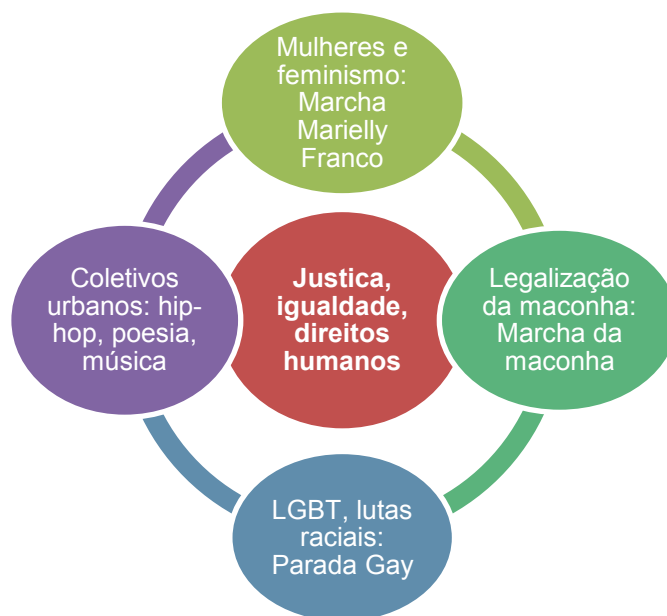 Mulheres e
feminismo:
Marcha
Marielly
Franco
Coletivos
urbanos: hip-
hop, poesia,
música
Justica,
igualdade,
direitos
humanos
Legalização
da maconha:
Marcha da
maconha
LGBT, lutas
raciais:
Parada Gay